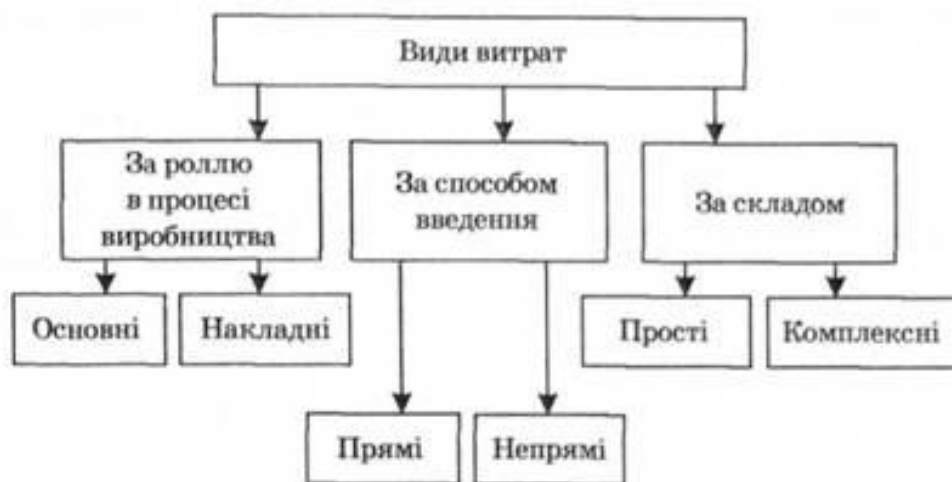 Види витрат
За роллю
в процесі
виробництва
За способом
введення
За складом
Основні
Накладні
Прості
Комплексні
Прямі
Непрямі